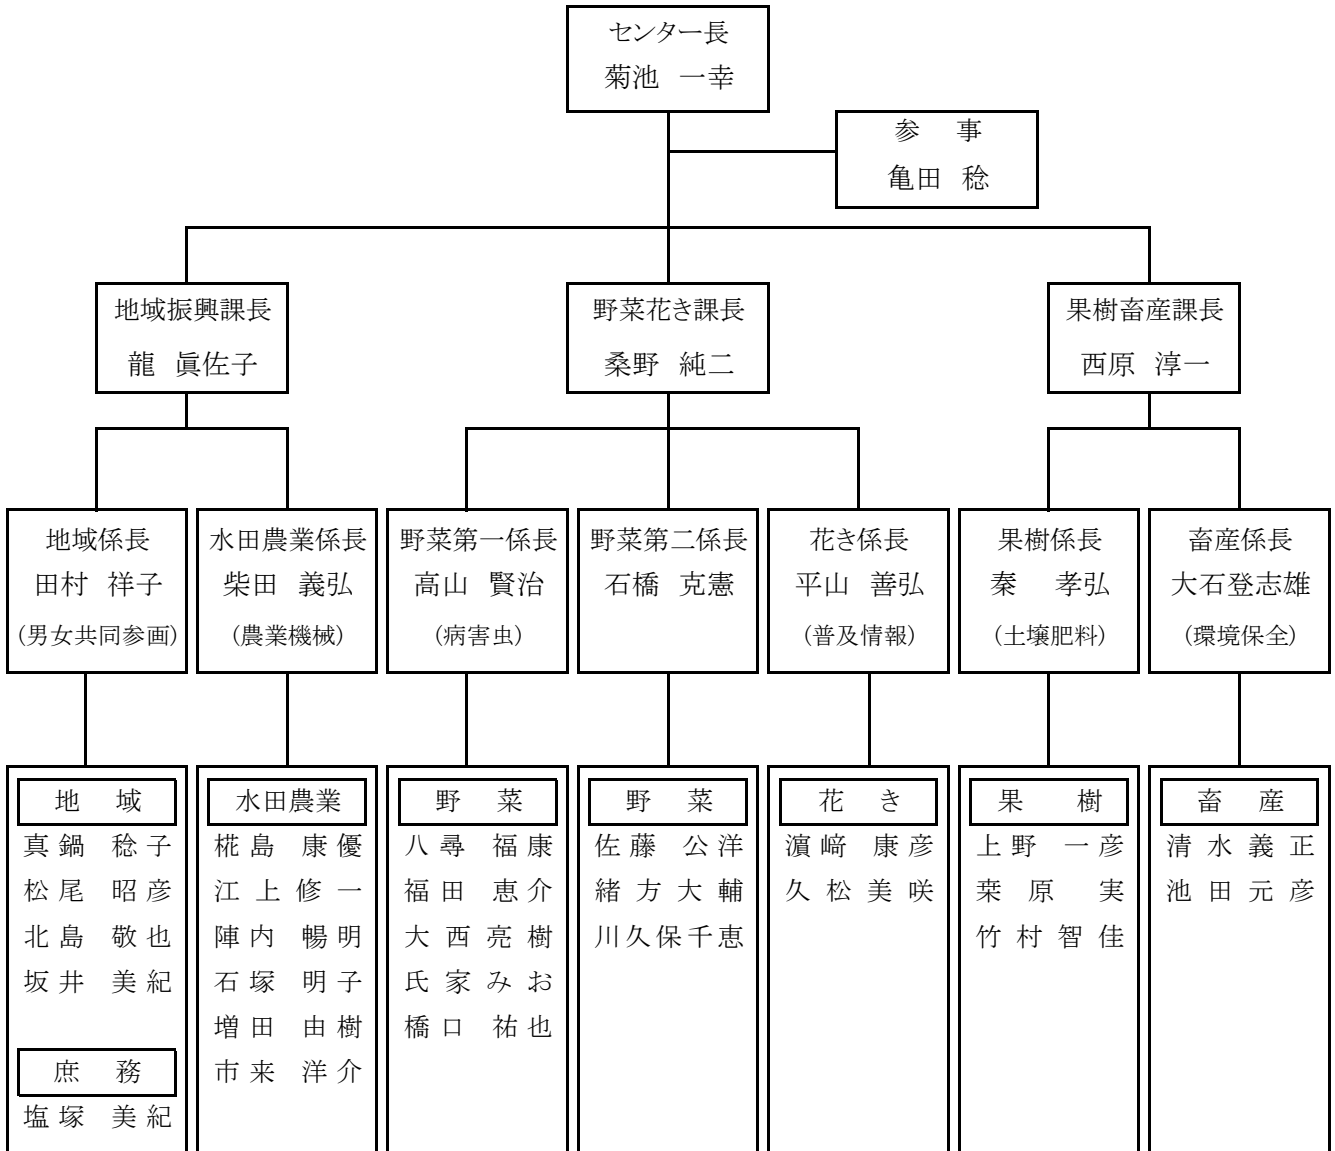 センター長
菊池 一幸
参 事
亀田 稔
地域振興課長
龍 眞佐子
野菜花き課長
桑野 純二
果樹畜産課長
西原 淳一
地域係長
田村 祥子
(男女共同参画)
水田農業係長
柴田 義弘
(農業機械)
野菜第一係長
高山 賢治
(病害虫)
野菜第二係長
石橋 克憲
花き係長
平山 善弘
(普及情報)
果樹係長
秦 孝弘
(土壌肥料)
畜産係長
大石登志雄
(環境保全)
地 域
真鍋 稔子
松尾 昭彦
北島 敬也
坂井 美紀
庶 務
塩塚 美紀
水田農業
椛島 康優
江上修一
陣内 暢明
石塚 明子
増田 由樹
市来 洋介
野 菜
八尋 福康
福田 恵介
大西亮樹
氏家みお
橋口 祐也
野 菜
佐藤 公洋
緒方大輔
川久保千恵
花 き
濵﨑 康彦
久松美咲
果 樹
上野 一彦
栞原 実
竹村智佳
畜 産
清水義正
池田元彦